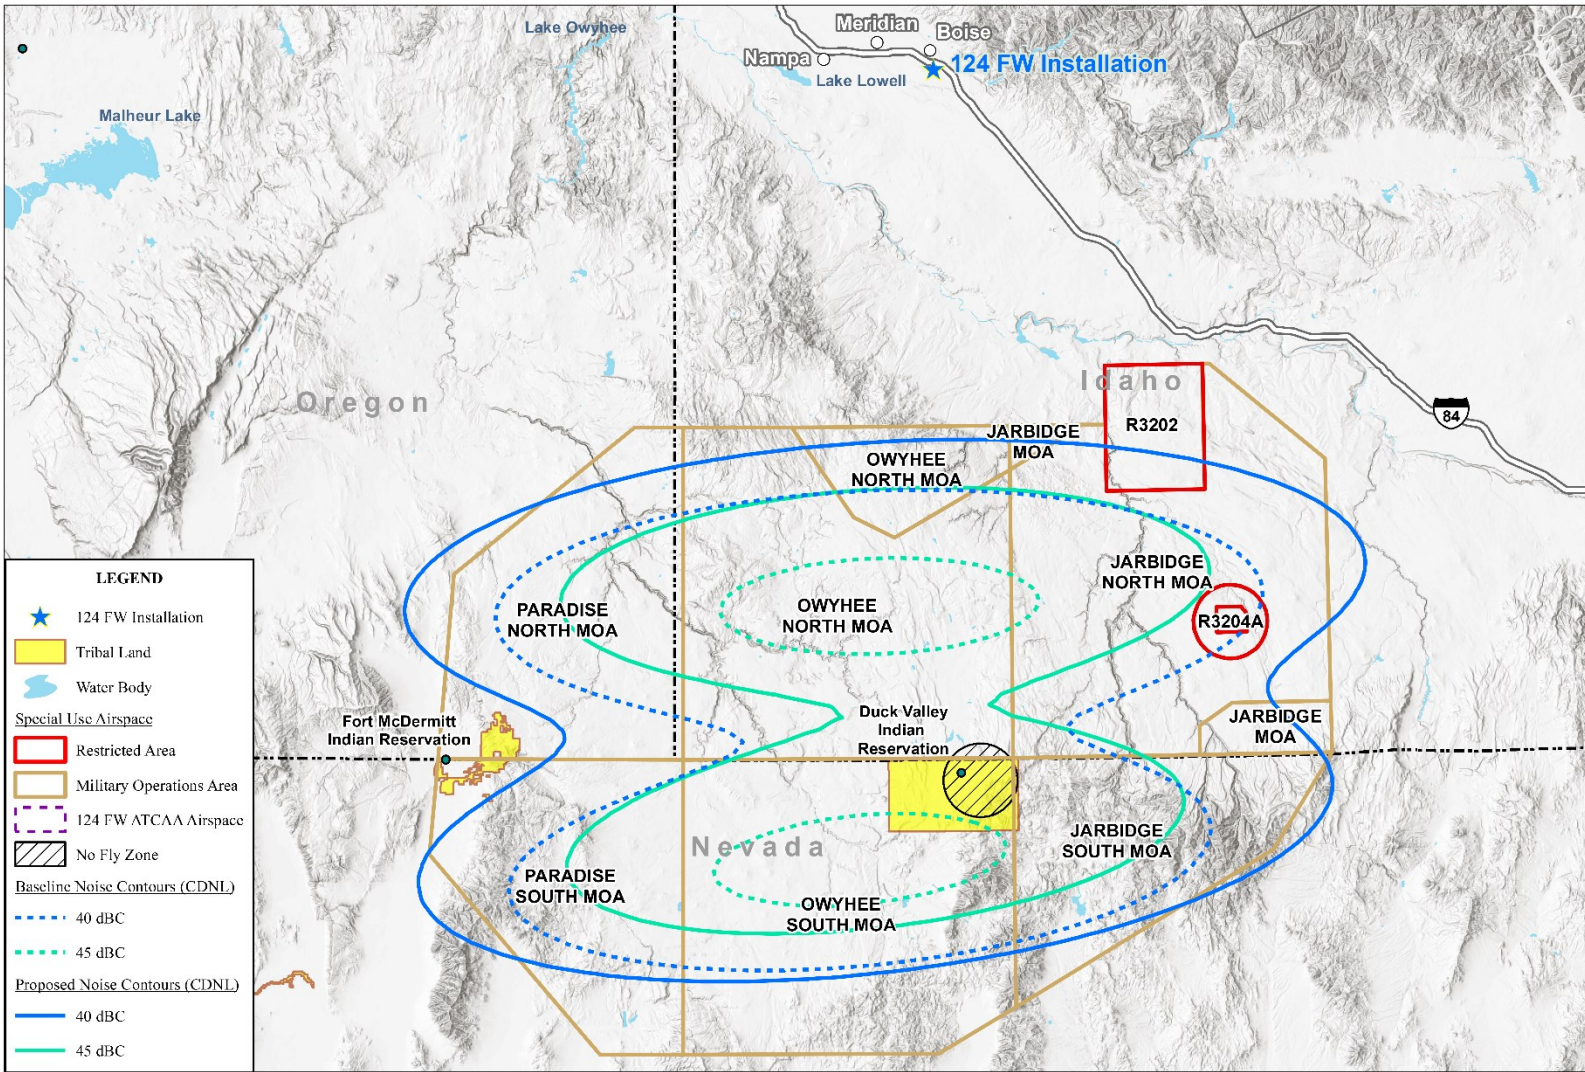 Lake Owyhee
Meridian
Boise
Nampa
124 FW Installation
Lake Lowell
Malheur Lake
Idaho
Oregon
84
R3202
JARBIDGE
MOA
OWYHEE
NORTH MOA
JARBIDGE
NORTH MOA
PARADISE
NORTH MOA
OWYHEE
NORTH MOA
R3204A
Fort McDermitt
Indian Reservation
Duck Valley
Indian
Reservation
JARBIDGE
MOA
Nevada
JARBIDGE
SOUTH MOA
PARADISE
SOUTH MOA
OWYHEE
SOUTH MOA
LEGEND
124 FW Installation
Tribal Land
Water Body
Special Use Airspace
Restricted Area
Military Operations Area
124 FW ATCAA Airspace
No Fly Zone
Baseline Noise Contours (CDNL)
40 dBC
45 dBC
Proposed Noise Contours (CDNL)
40 dBC
45 dBC